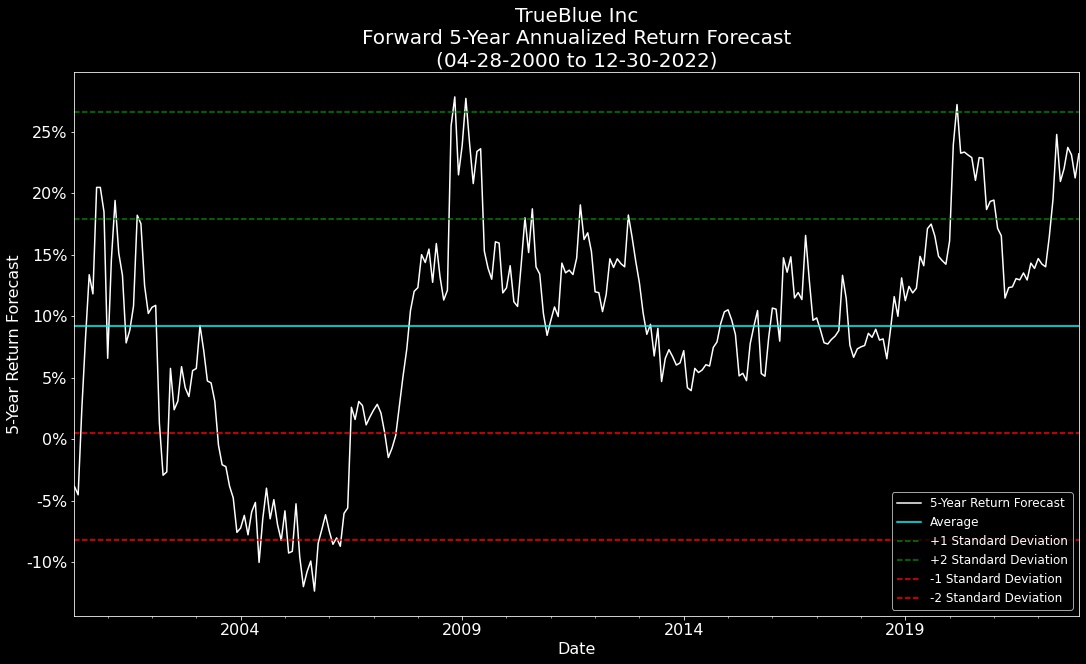 TrueBlue Inc
Forward 5-Year Annualized Return Forecast
(04-28-2000 to 12-30-2022)
5-Year Return Forecast
25%
20%
15%
10%
5%
0%
-5%
-10%
5-Year Return Forecast
Average
+1 Standard Deviation
+2 Standard Deviation
-1 Standard Deviation
-2 Standard Deviation
2004 2009 2014 2019
Date